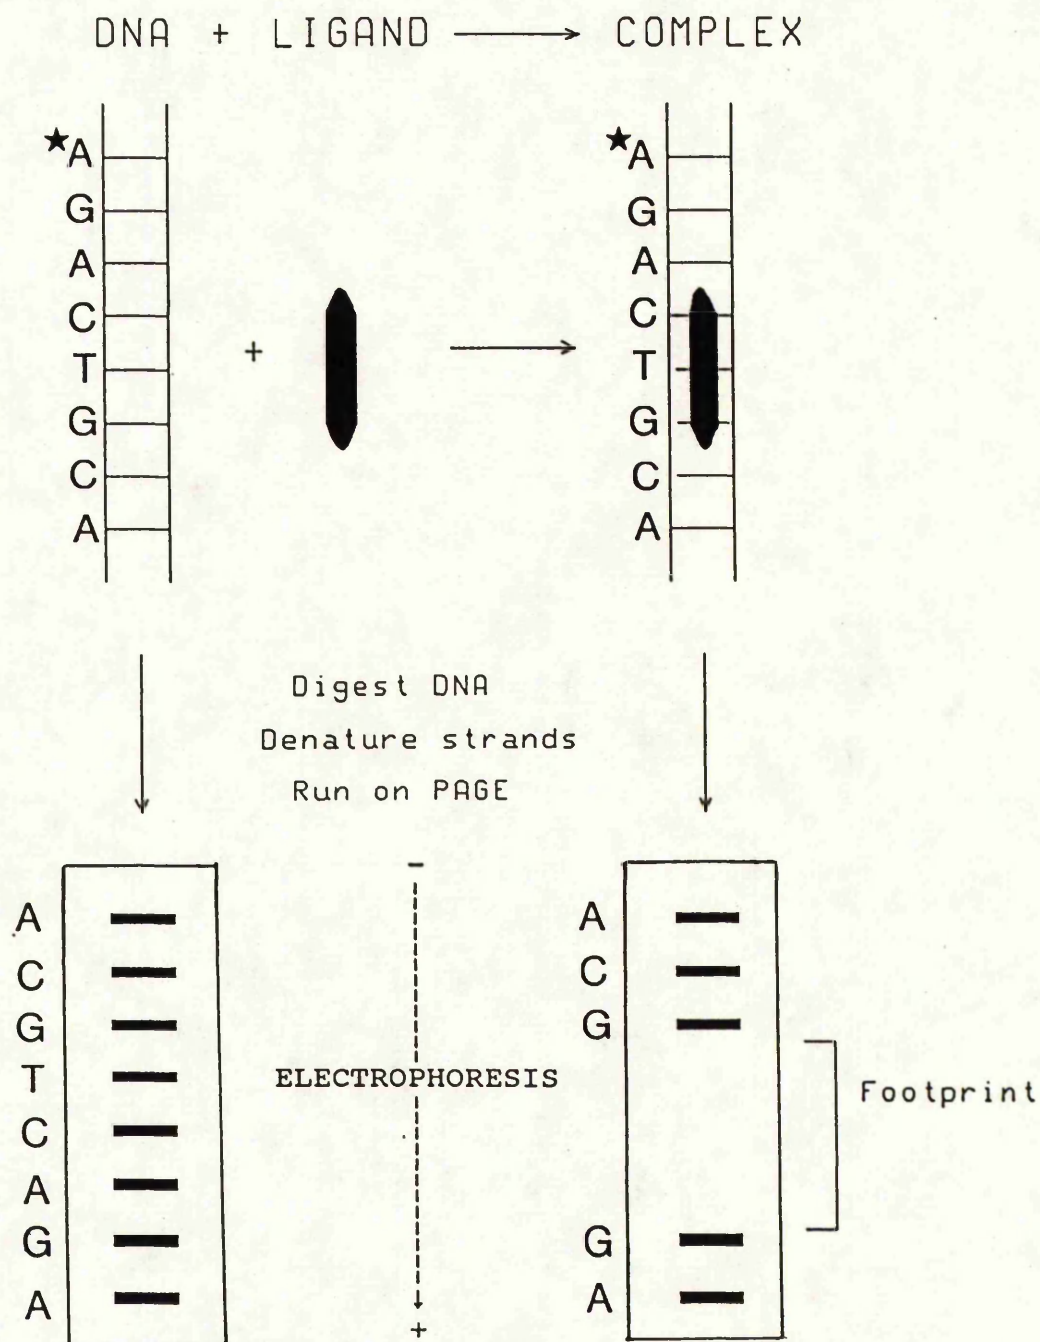 DNA + LIGAND → COMPLEX
★A
G
A
C
T
G
C
A
+
★A
G
A
C
T
G
C
A
Digest DNA
Denature strands
Run on PAGE
A
C
G
T
C
A
G
A
-
ELECTROPHORESIS
+
A
C
G
G
A
Footprint